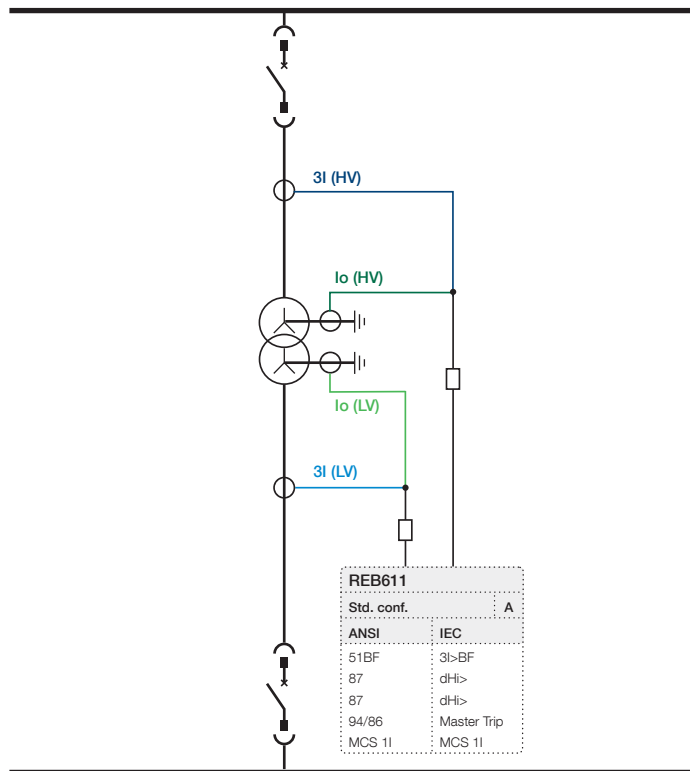 3I (HV)
Io (HV)
Io (LV)
3I (LV)
REB611
Std. conf. A
ANSI IEC
51BF 3I>BF
87 dHi>
87 dHi>
94/86 Master Trip
MCS 1I MCS 1I